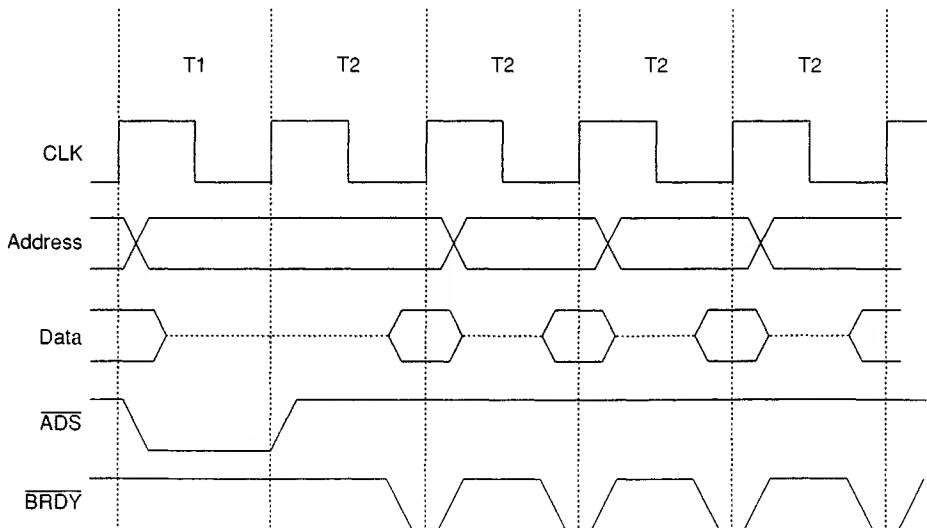 T1 T2 T2 T2 T2
CLK
Address
Data
ADS
BRDY